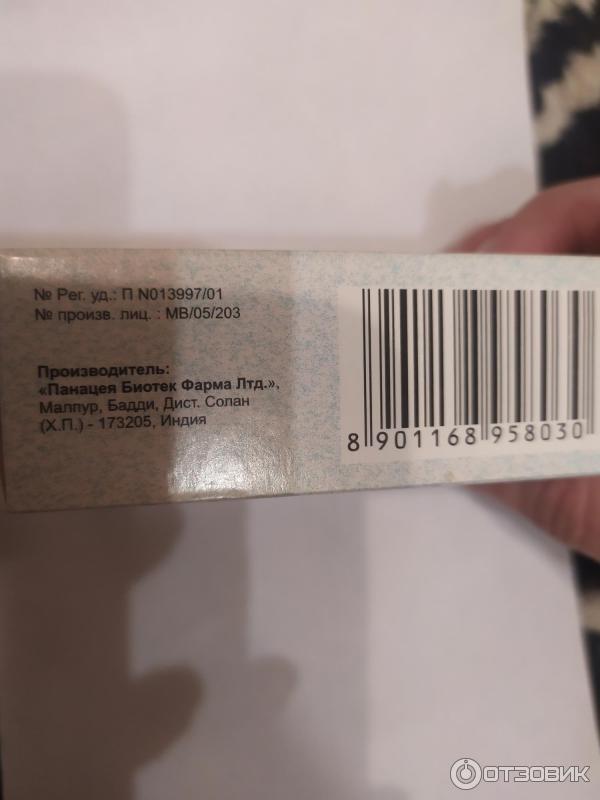 № Рег. уд.: П N013997/01
№ произв. лиц. : MB/05/203
Производитель:
«Панацея Биотек Фарма Лтд.»,
Малпур, Бадди, Дист. Солан
(Х.П.) - 173205, Индия
8 901168 958030
ОТЗОВИК